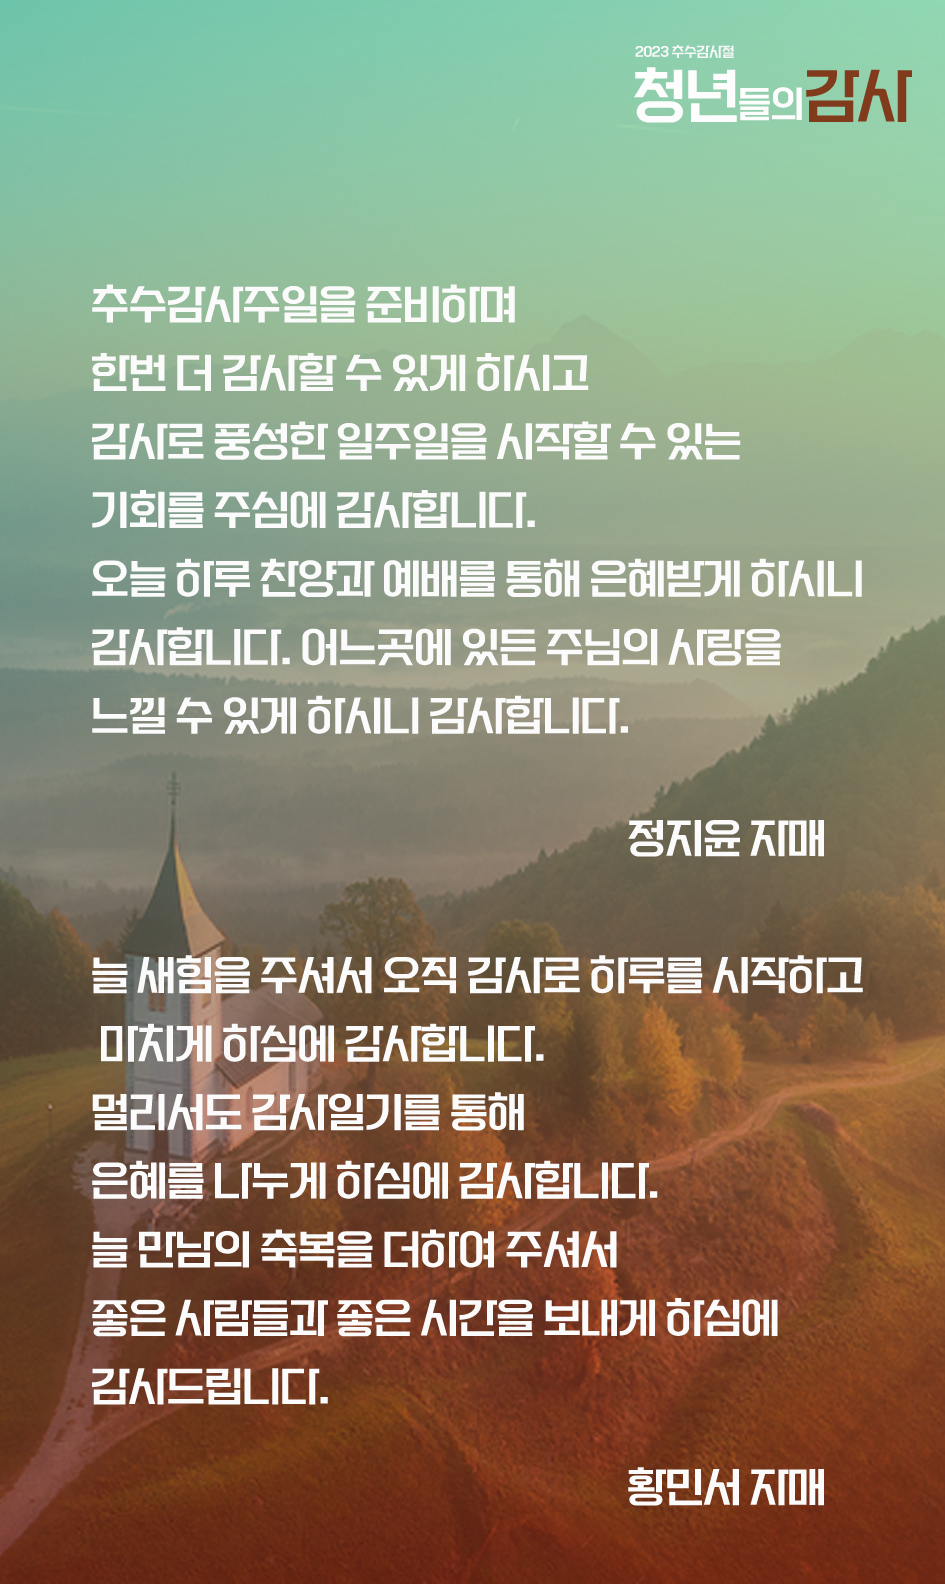 2023 추수감사절
청년들의감사
추수감사주일을 준비하며
한번 더 감사할 수 있게 하시고
감사로 풍성한 일주일을 시작할 수 있는
기회를 주심에 감사합니다.
오늘 하루 찬양과 예배를 통해 은혜받게 하시니
감사합니다. 어느곳에 있든 주님의 사랑을
느낄 수 있게 하시니 감사합니다.
정지윤 자매
늘 새힘을 주셔서 오직 감사로 하루를 시작하고
마치게 하심에 감사합니다.
멀리서도 감사일기를 통해
은혜를 나누게 하심에 감사합니다.
늘 만남의 축복을 더하여 주셔서
좋은 사람들과 좋은 시간을 보내게 하심에
감사드립니다.
황민서 자매